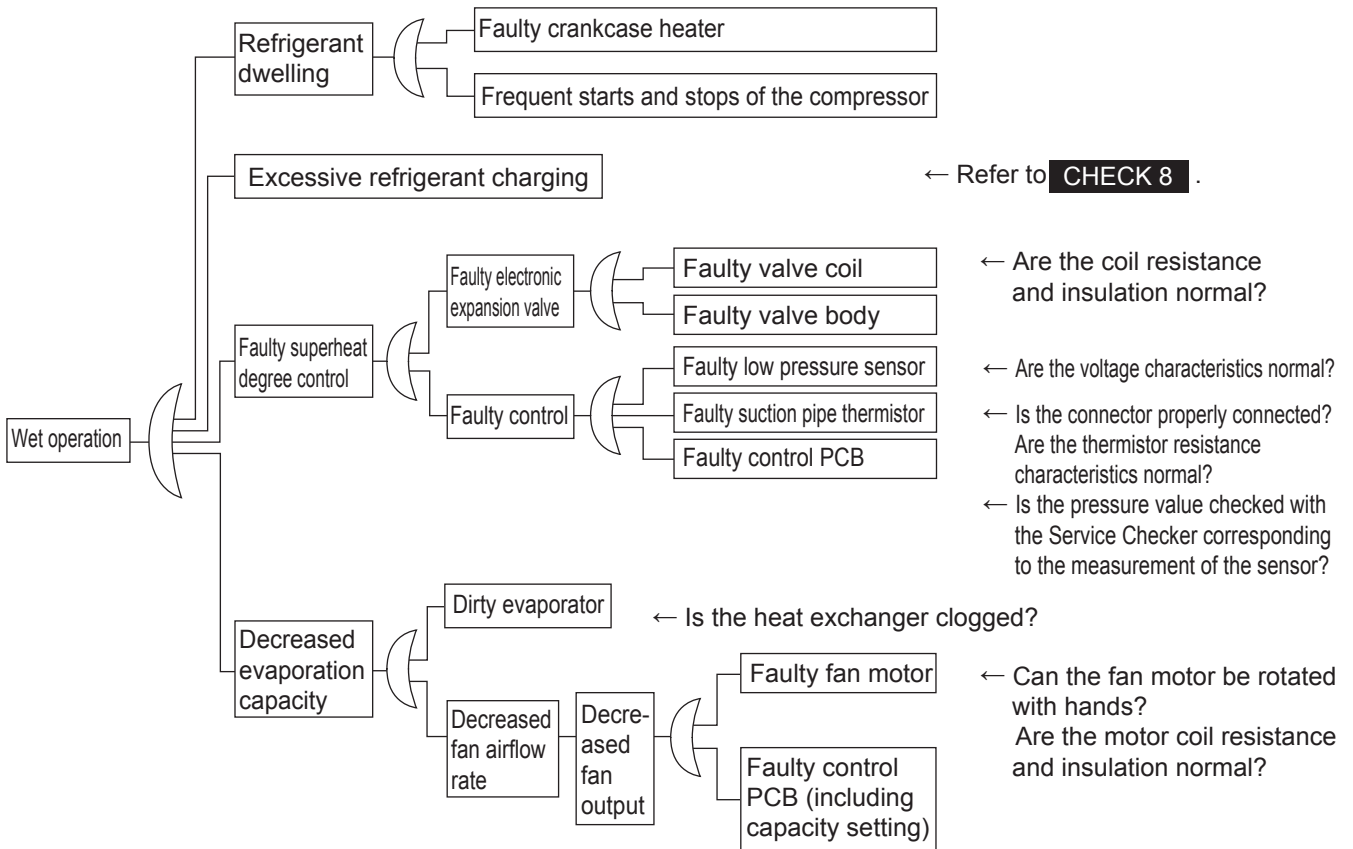 Refrigerant
dwelling
Faulty crankcase heater
Frequent starts and stops of the compressor
Excessive refrigerant charging
← Refer to CHECK 8 .
Wet operation
Faulty superheat
degree control
Faulty electronic
expansion valve
Faulty valve coil
← Are the coil resistance
and insulation normal?
Faulty valve body
Faulty control
Faulty low pressure sensor
← Are the voltage characteristics normal?
Faulty suction pipe thermistor
← Is the connector properly connected?
Are the thermistor resistance
characteristics normal?
Faulty control PCB
← Is the pressure value checked with
the Service Checker corresponding
to the measurement of the sensor?
Decreased
evaporation
capacity
Dirty evaporator
← Is the heat exchanger clogged?
Decreased
fan airflow
rate
Decre-
ased
fan
output
Faulty fan motor
← Can the fan motor be rotated
with hands?
Are the motor coil resistance
and insulation normal?
Faulty control
PCB (including
capacity setting)